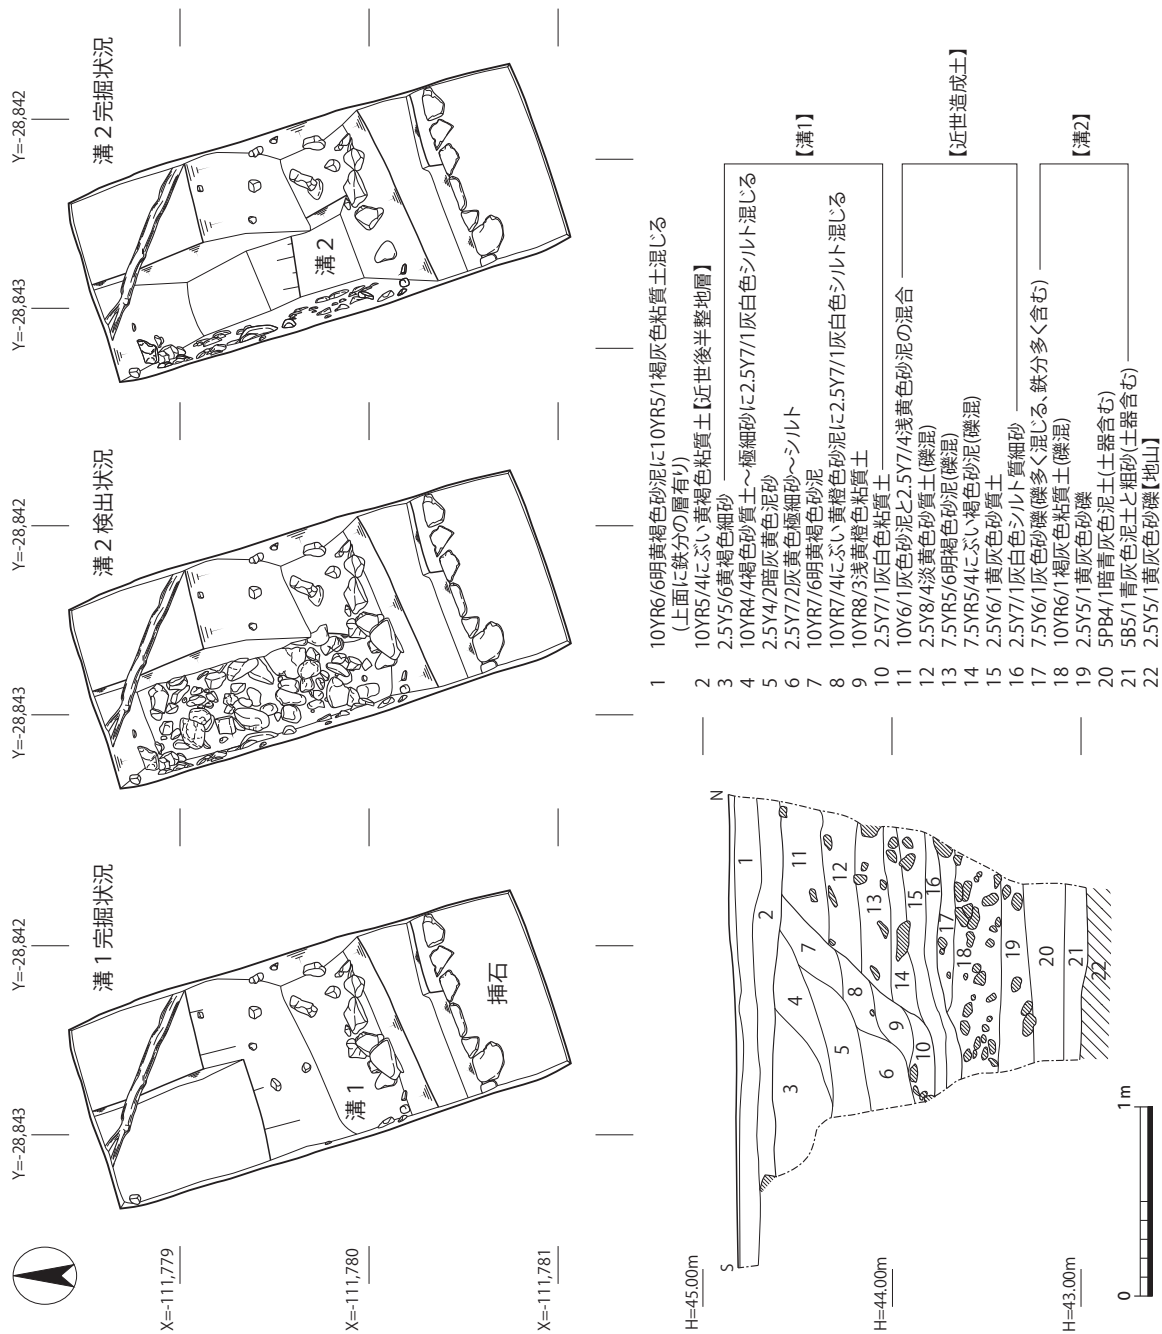 溝１完掘状況
Y=-28,843
Y=-28,842
溝１
挿石
溝２検出状況
Y=-28,843
Y=-28,842
溝２完掘状況
Y=-28,843
Y=-28,842
溝２
X=-111,779
X=-111,780
X=-111,781
H=45.00m
H=44.00m
H=43.00m
S
N
1
2
3
4
5
6
7
8
9
10
11
12
13
14
15
16
17
18
19
20
21
22
0
1 m
1 10YR6/6明黄褐色砂泥に10YR5/1褐灰色粘質土混じる
(上面に鉄分の層有り)
2 10YR5/4にぶい黄褐色粘質土【近世後半整地層】
3 2.5Y5/6黄褐色細砂
4 10YR4/4褐色砂質土～極細砂に2.5Y7/1灰白色シルト混じる
5 2.5Y4/2暗灰黄色泥砂
6 2.5Y7/2灰黄色極細砂～シルト
7 10YR7/6明黄褐色砂泥
8 10YR7/4にぶい黄橙色砂泥に2.5Y7/1灰白色シルト混じる
9 10YR8/3浅黄橙色粘質土
10 2.5Y7/1灰白色粘質土
【溝1】
11 10Y6/1灰色砂泥と2.5Y7/4浅黄色砂泥の混合
12 2.5Y8/4淡黄色砂質土(礫混)
13 7.5YR5/6明褐色砂泥(礫混)
14 7.5YR5/4にぶい褐色砂泥(礫混)
15 2.5Y6/1黄灰色砂質土
16 2.5Y7/1灰白色シルト質細砂
【近世造成土】
17 7.5Y6/1灰色砂礫(礫多く混じる、鉄分多く含む)
18 10YR6/1褐灰色粘質土(礫混)
19 2.5Y5/1黄灰色砂礫
20 5PB4/1暗青灰色泥土(土器含む)
21 5B5/1青灰色泥土と粗砂(土器含む)
【溝2】
22 2.5Y5/1黄灰色砂礫【地山】